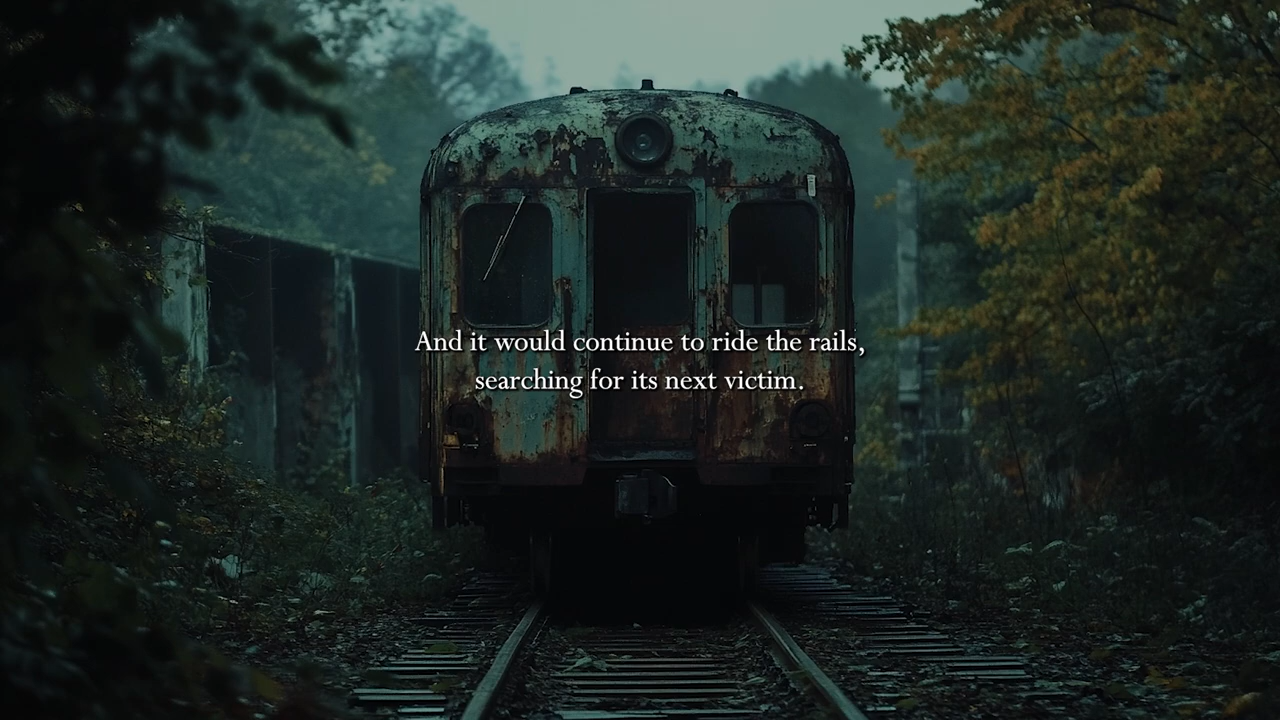 And it would continue to ride the rails,
searching for its next victim.